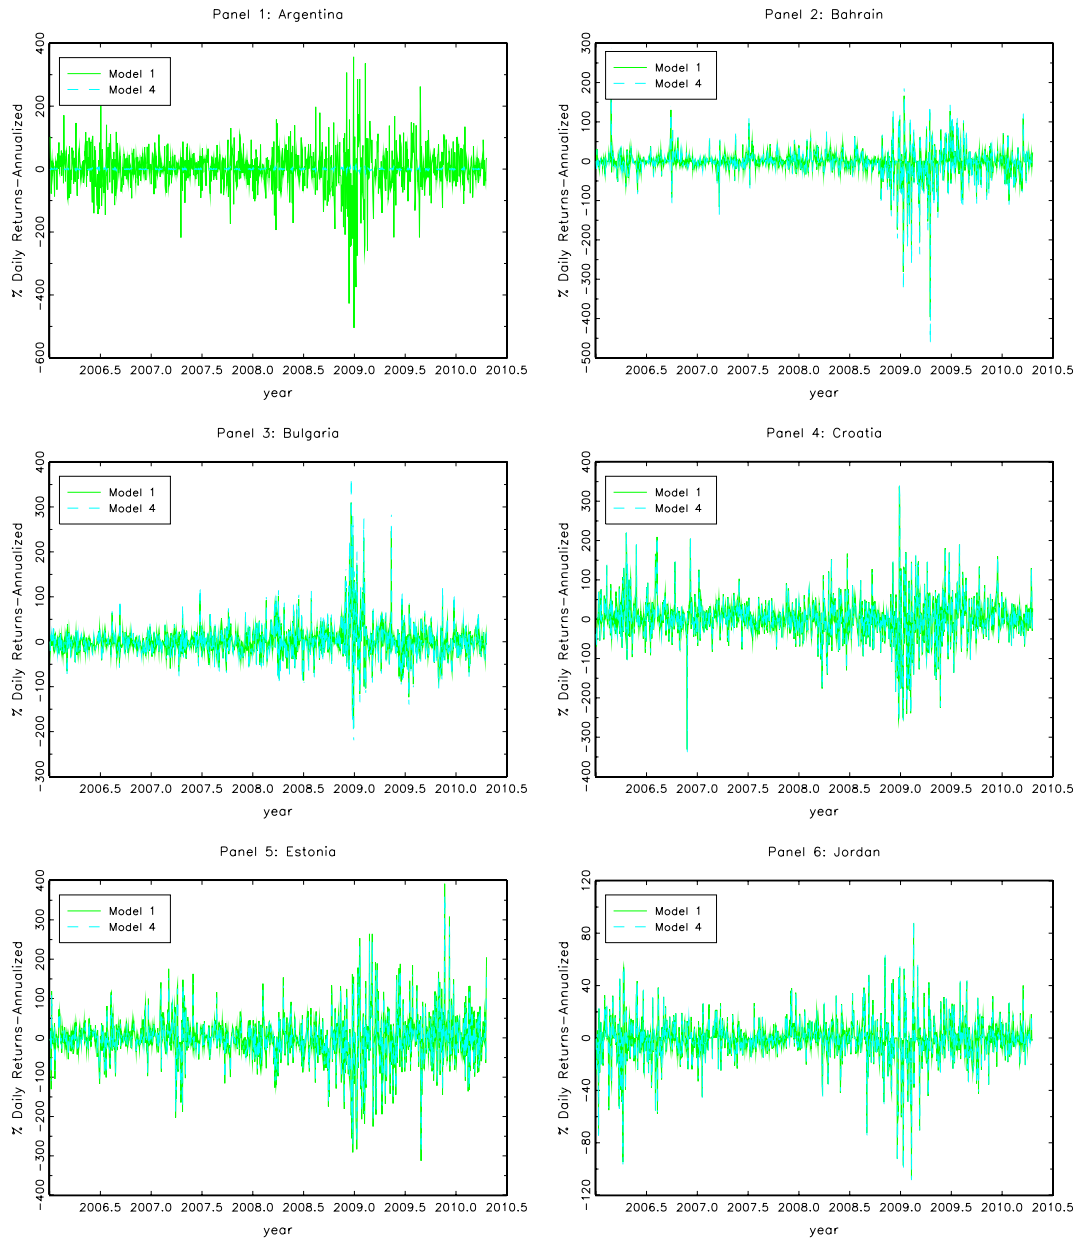 Panel 1: Argentina
% Daily Returns−Annualized
400
200
0
−200
−400
−600
Model 1
Model 4
2006.5 2007.0 2007.5 2008.0 2008.5 2009.0 2009.5 2010.0 2010.5
year
Panel 2: Bahrain
% Daily Returns−Annualized
300
200
100
0
−100
−200
−300
−400
−500
Model 1
Model 4
2006.5 2007.0 2007.5 2008.0 2008.5 2009.0 2009.5 2010.0 2010.5
year
Panel 3: Bulgaria
% Daily Returns−Annualized
400
300
200
100
0
−100
−200
−300
Model 1
Model 4
2006.5 2007.0 2007.5 2008.0 2008.5 2009.0 2009.5 2010.0 2010.5
year
Panel 4: Croatia
% Daily Returns−Annualized
400
300
200
100
0
−100
−200
−300
−400
Model 1
Model 4
2006.5 2007.0 2007.5 2008.0 2008.5 2009.0 2009.5 2010.0 2010.5
year
Panel 5: Estonia
% Daily Returns−Annualized
400
300
200
100
0
−100
−200
−300
−400
Model 1
Model 4
2006.5 2007.0 2007.5 2008.0 2008.5 2009.0 2009.5 2010.0 2010.5
year
Panel 6: Jordan
% Daily Returns−Annualized
120
80
40
0
−40
−80
−120
Model 1
Model 4
2006.5 2007.0 2007.5 2008.0 2008.5 2009.0 2009.5 2010.0 2010.5
year